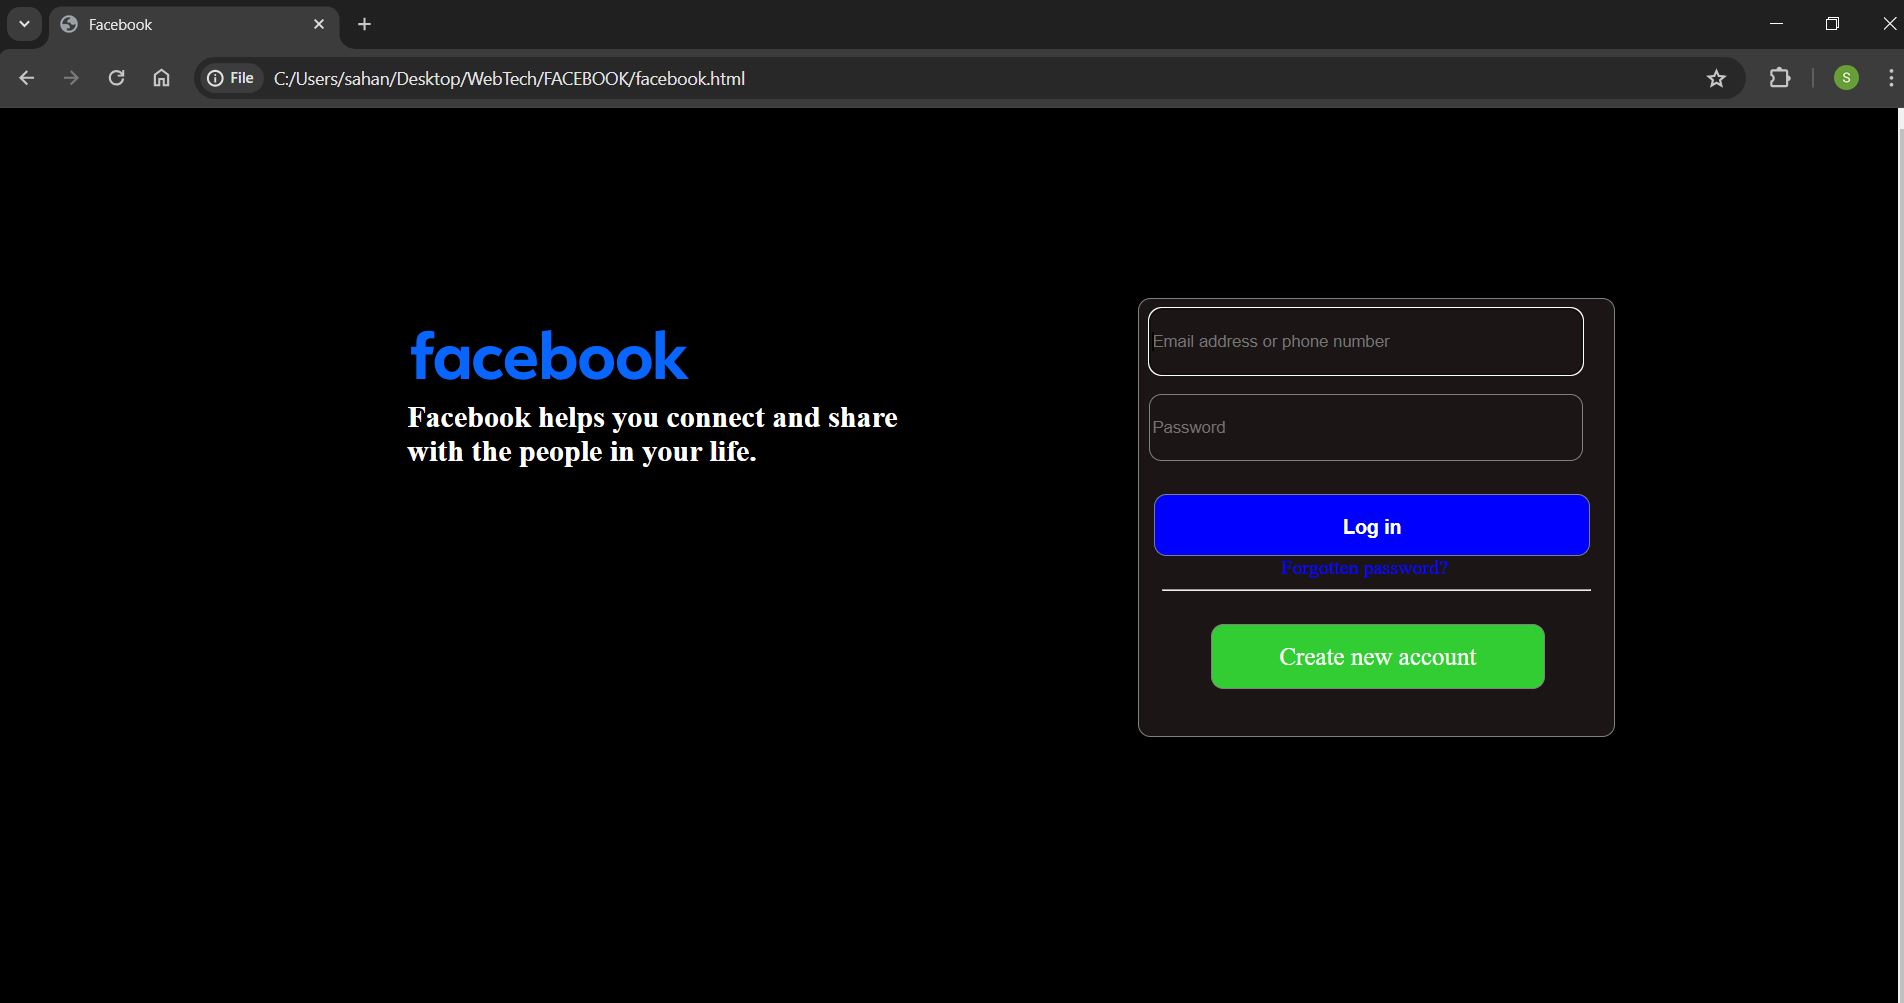 Facebook
File
C:/Users/sahan/Desktop/WebTech/FACEBOOK/facebook.html
S
facebook
Facebook helps you connect and share
with the people in your life.
Email address or phone number
Password
Log in
Forgotten password?
Create new account